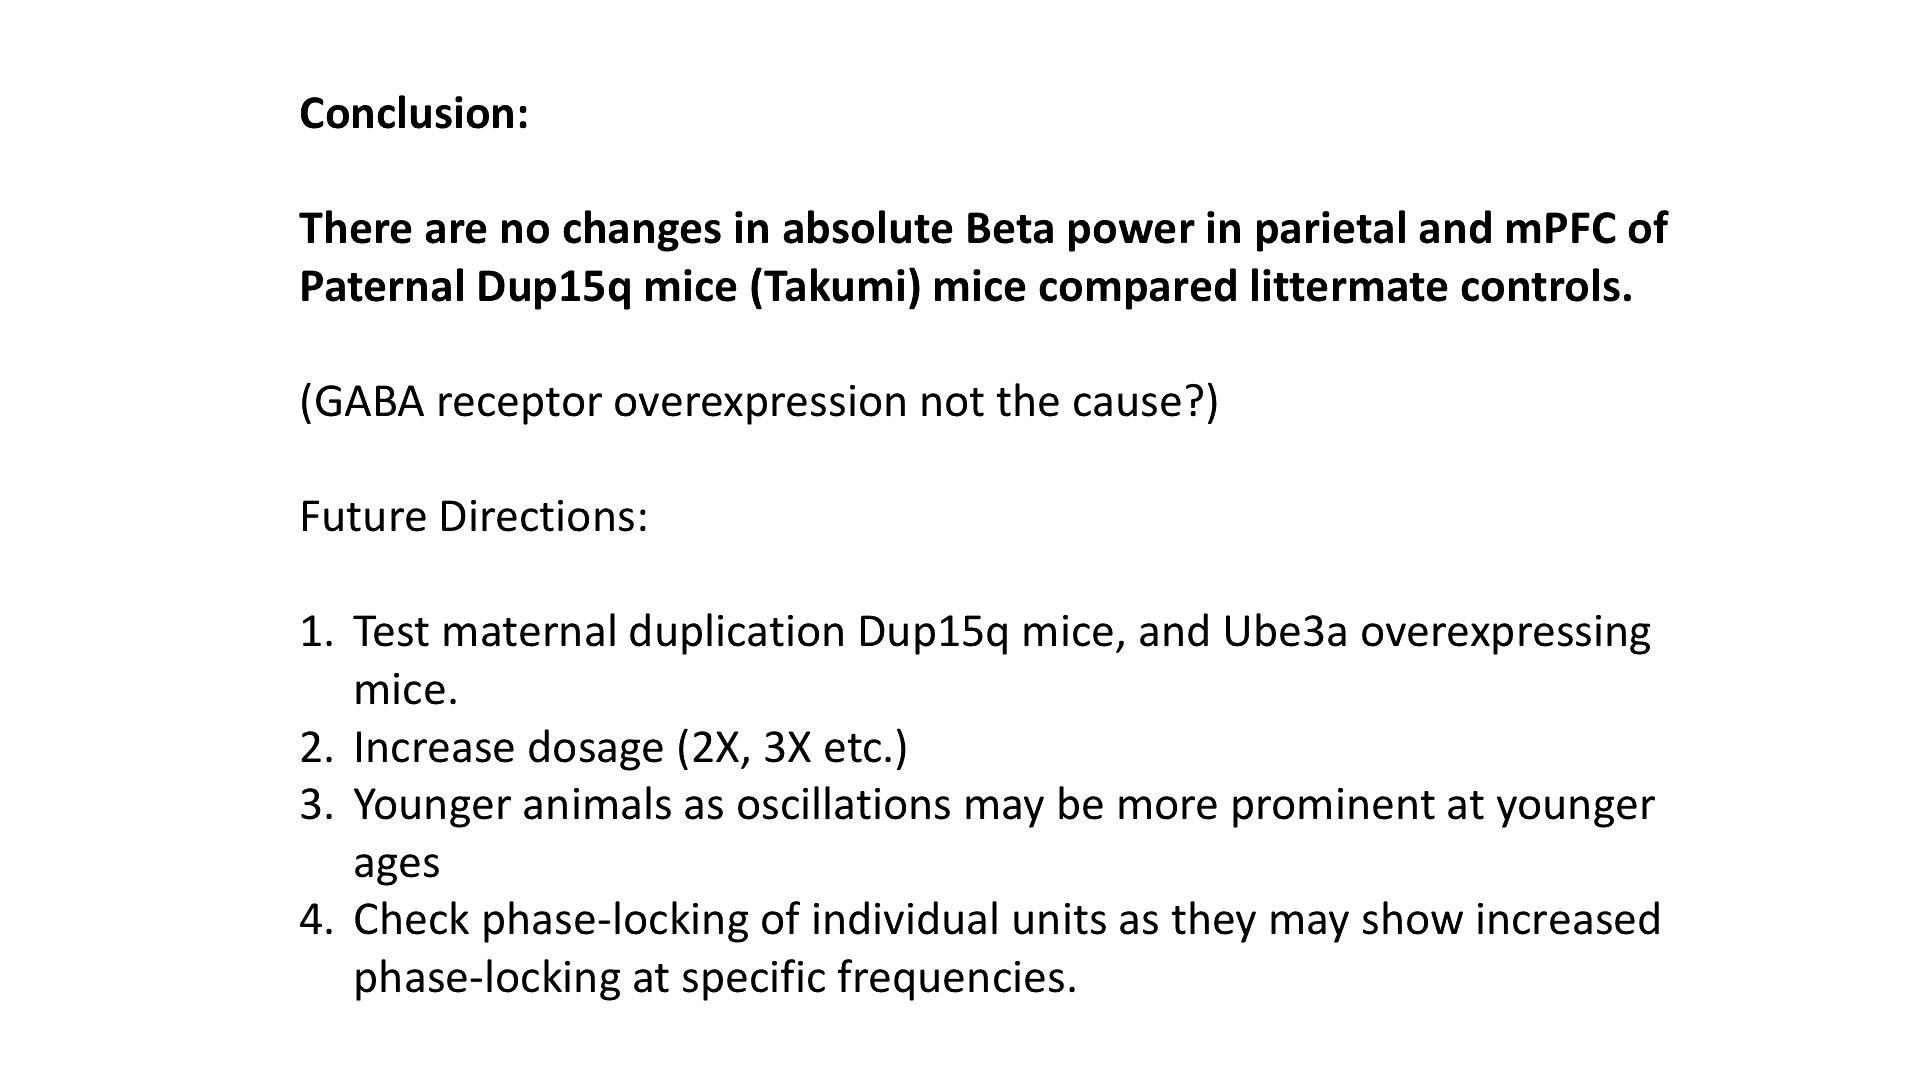 Conclusion:
There are no changes in absolute Beta power in parietal and mPFC of
Paternal Dup15q mice (Takumi) mice compared littermate controls.
(GABA receptor overexpression not the cause?)
Future Directions:
1. Test maternal duplication Dup15q mice, and Ube3a overexpressing
mice.
2. Increase dosage (2X, 3X etc.)
3. Younger animals as oscillations may be more prominent at younger
ages
4. Check phase-locking of individual units as they may show increased
phase-locking at specific frequencies.